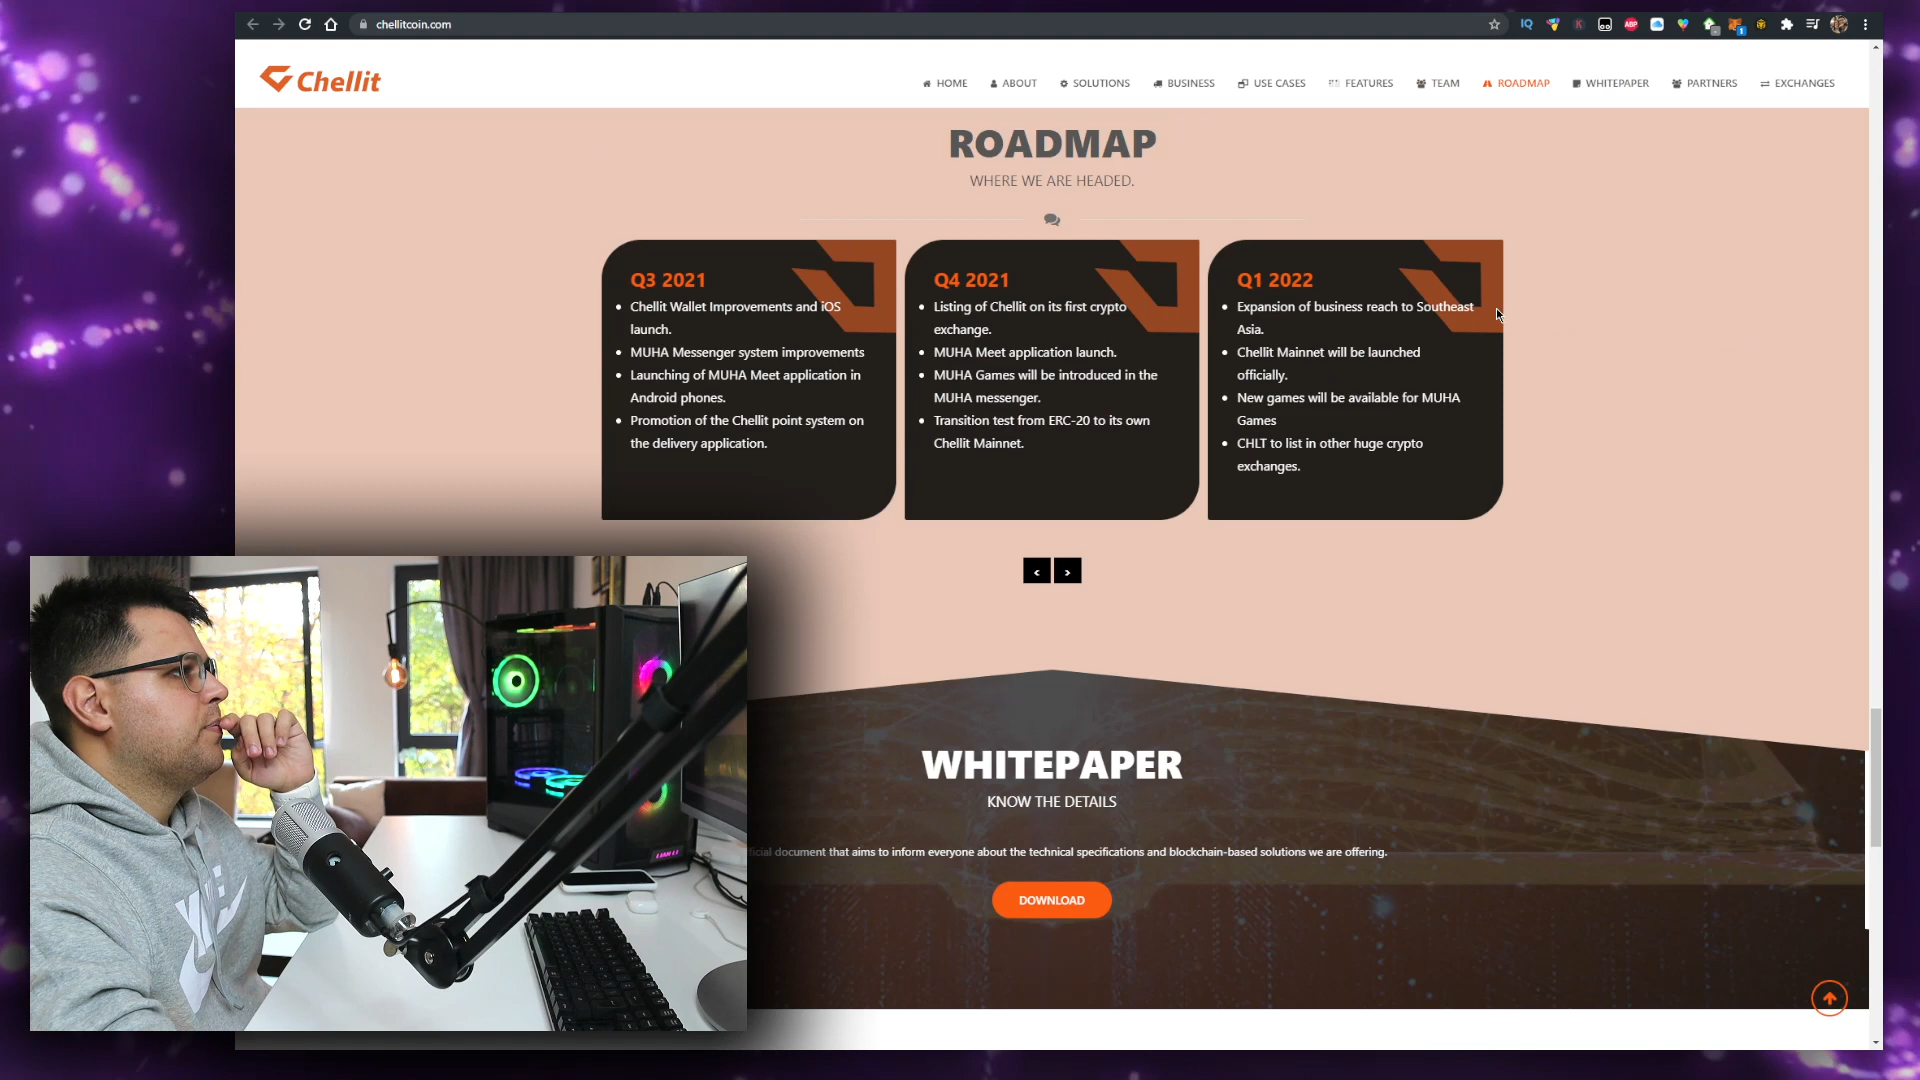 chellitcoin.com
Chellit
HOME ABOUT SOLUTIONS BUSINESS USE CASES FEATURES TEAM ROADMAP WHITEPAPER PARTNERS EXCHANGES
ROADMAP
WHERE WE ARE HEADED.
Q3 2021
• Chellit Wallet Improvements and iOS
launch.
• MUHA Messenger system improvements
• Launching of MUHA Meet application in
Android phones.
• Promotion of the Chellit point system on
the delivery application.
Q4 2021
• Listing of Chellit on its first crypto
exchange.
• MUHA Meet application launch.
• MUHA Games will be introduced in the
MUHA messenger.
• Transition test from ERC-20 to its own
Chellit Mainnet.
Q1 2022
• Expansion of business reach to Southeast
Asia.
• Chellit Mainnet will be launched
officially.
• New games will be available for MUHA
Games
• CHLT to list in other huge crypto
exchanges.
< >
WHITEPAPER
KNOW THE DETAILS
document that aims to inform everyone about the technical specifications and blockchain-based solutions we are offering.
DOWNLOAD
IQ
ABP
LIAN LI